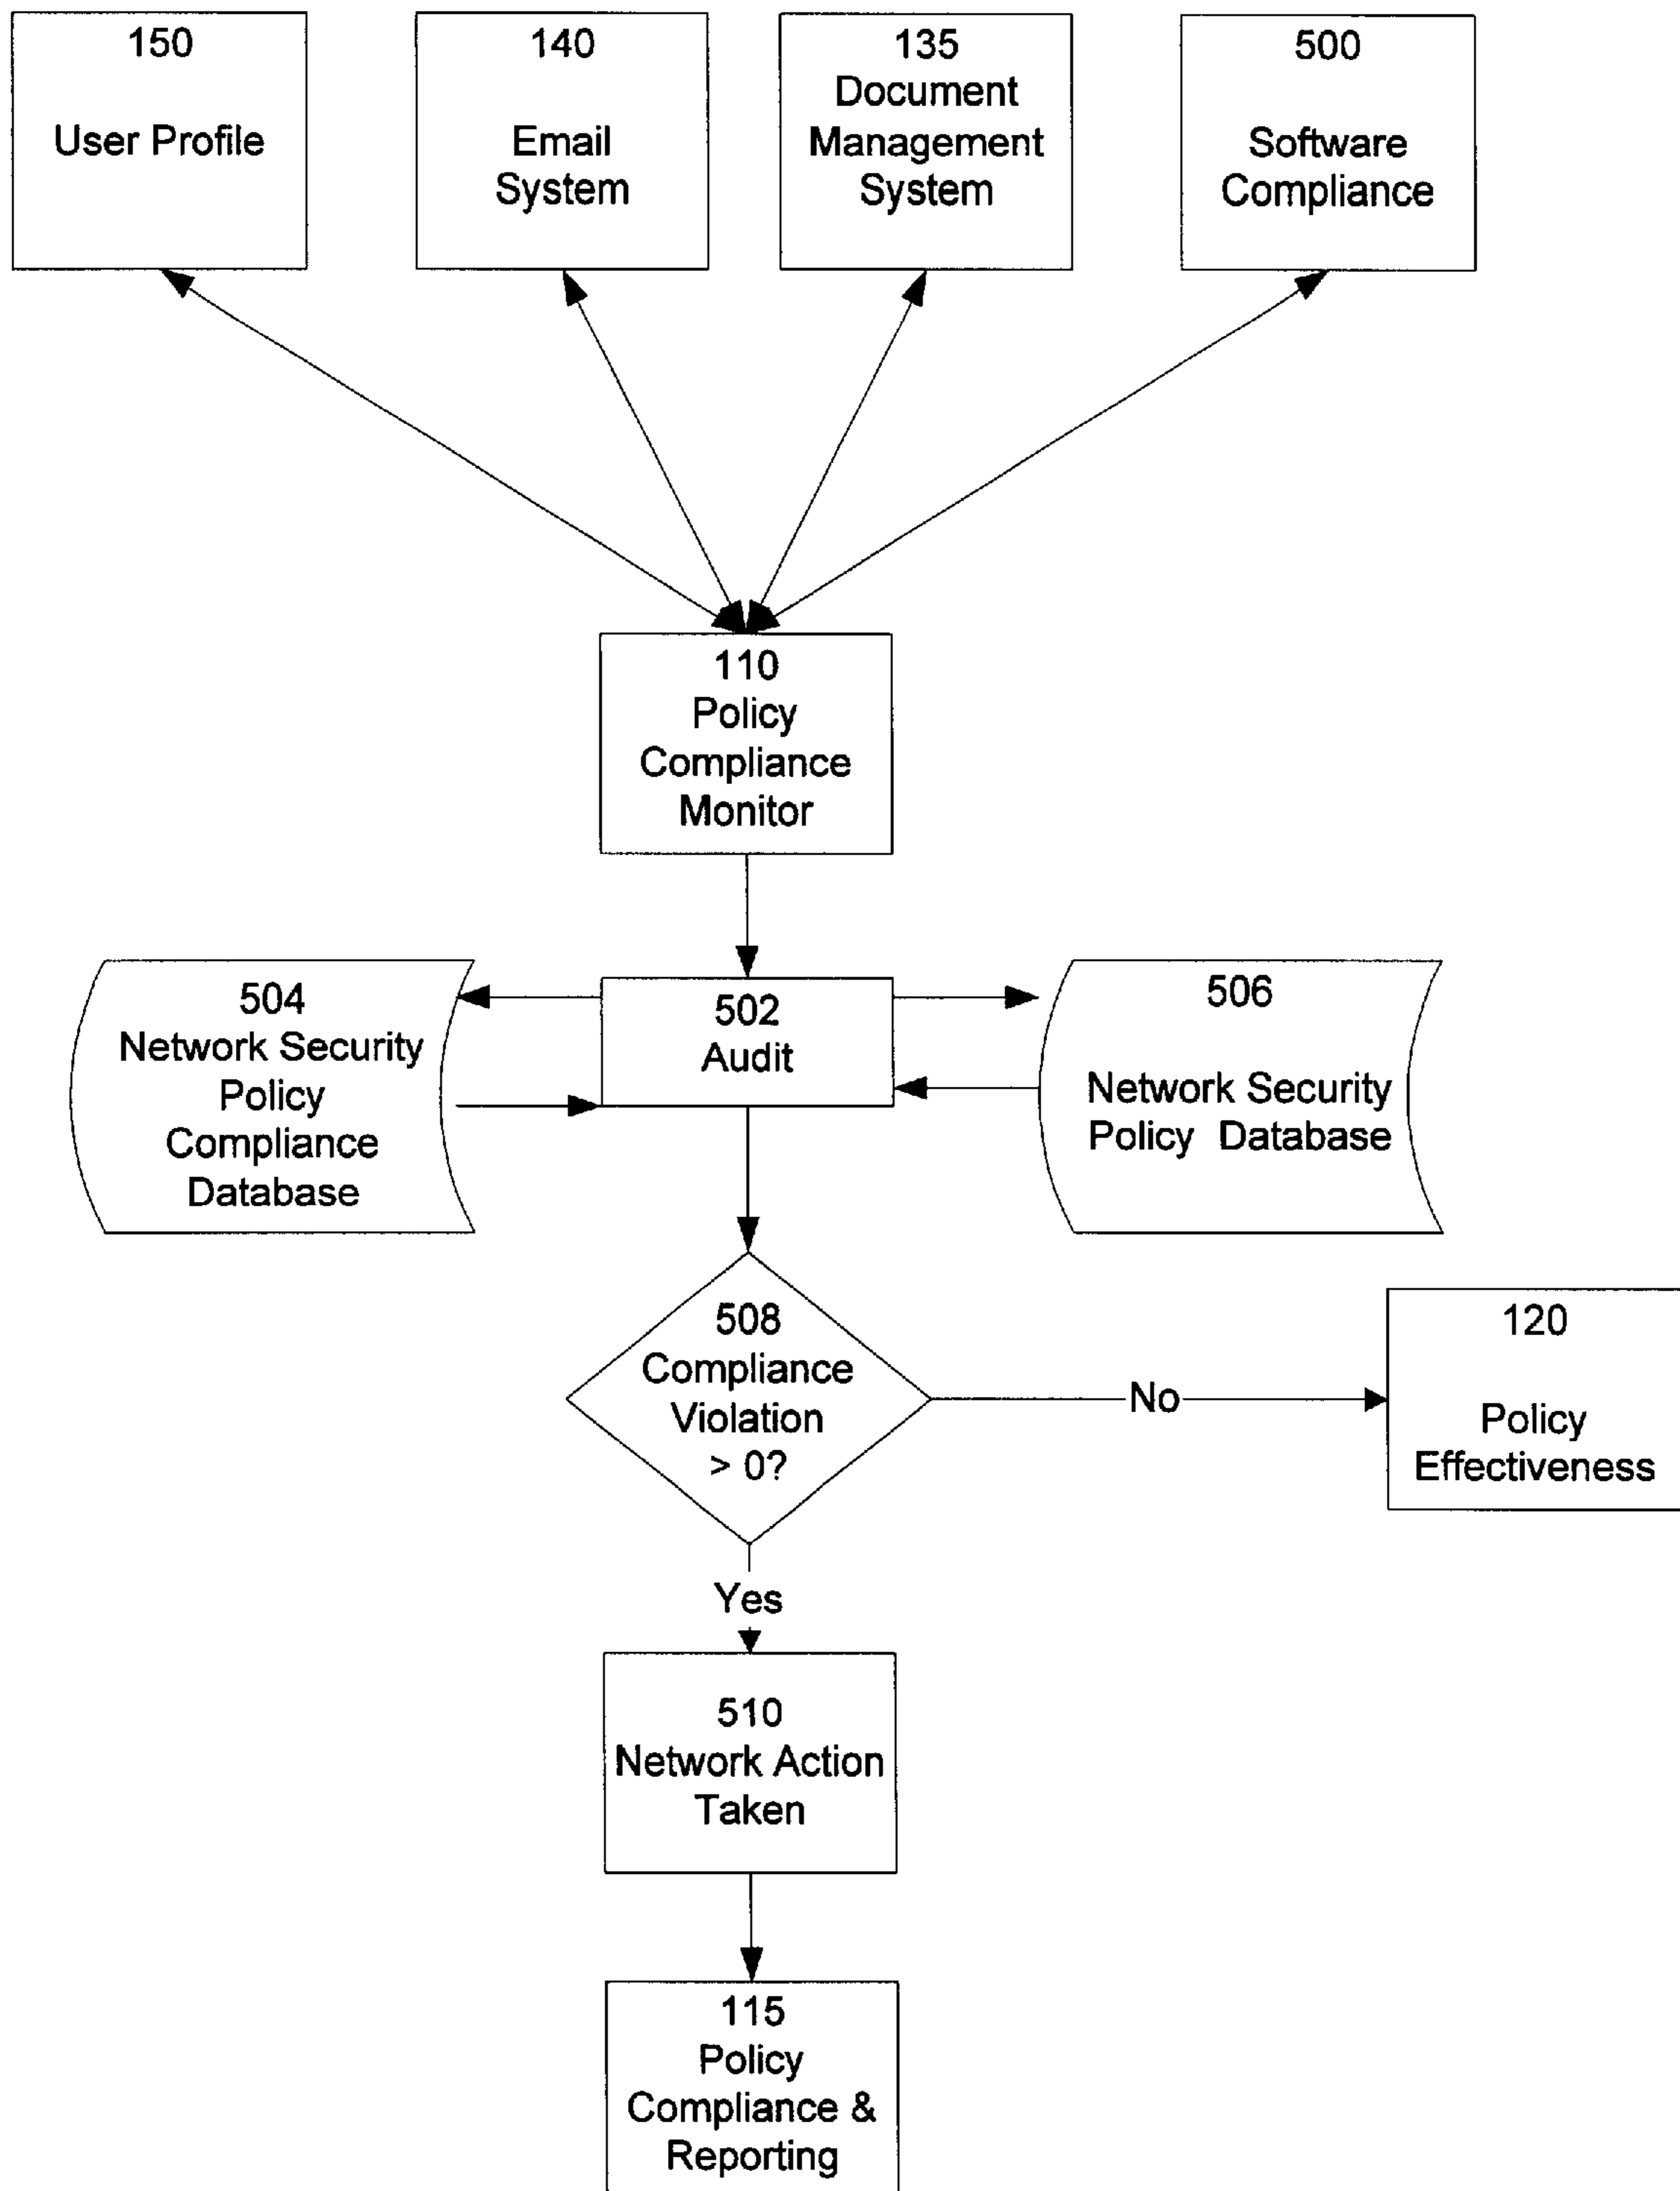 150
User Profile
140
Email
System
135
Document
Management
System
500
Software
Compliance
110
Policy
Compliance
Monitor
504
Network Security
Policy
Compliance
Database
502
Audit
506
Network Security
Policy Database
508
Compliance
Violation
> 0?
No
120
Policy
Effectiveness
Yes
510
Network Action
Taken
115
Policy
Compliance &
Reporting